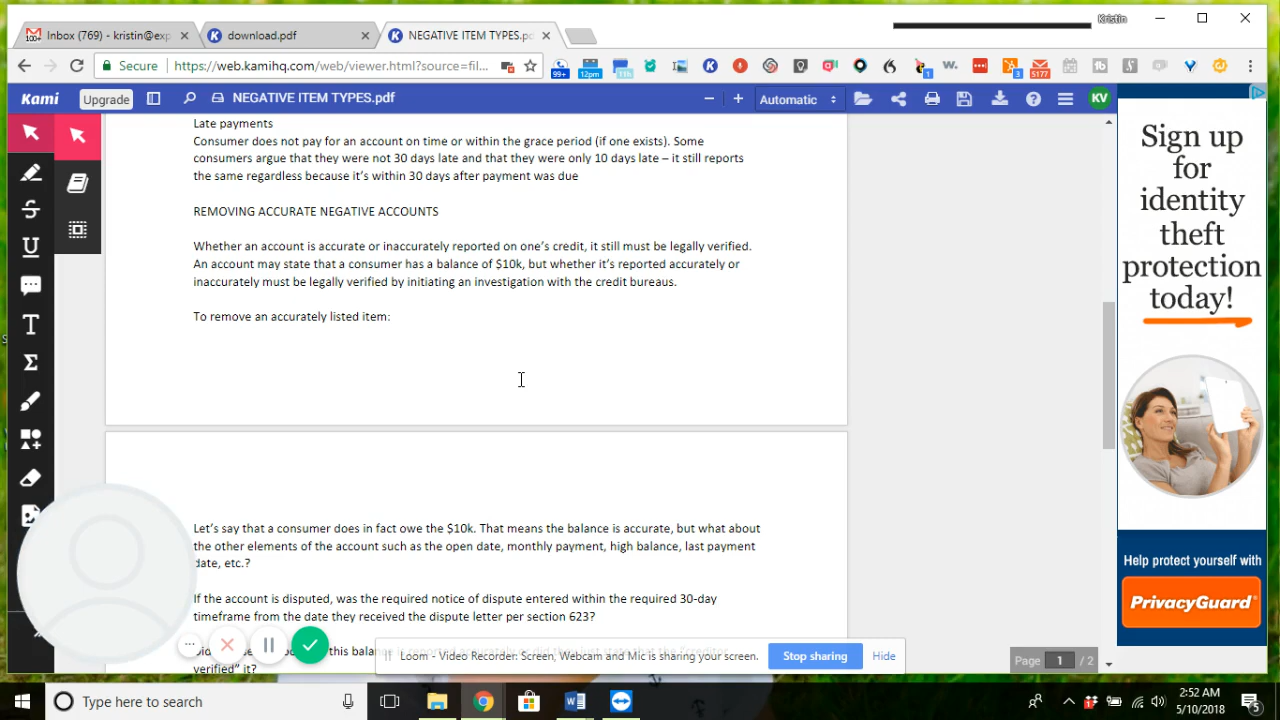 Inbox (769) - kristin@exp
download.pdf
NEGATIVE ITEM TYPES.p
Kristin
Secure
https://web.kamihq.com/web/viewer.html?source=fil...
99+
12pm
11h
1
w.
3
5177
Kami
Upgrade
NEGATIVE ITEM TYPES.pdf
Automatic
KV
Late payments
Consumer does not pay for an account on time or within the grace period (if one exists). Some
consumers argue that they were not 30 days late and that they were only 10 days late – it still reports
the same regardless because it's within 30 days after payment was due
REMOVING ACCURATE NEGATIVE ACCOUNTS
Whether an account is accurate or inaccurately reported on one's credit, it still must be legally verified.
An account may state that a consumer has a balance of $10k, but whether it's reported accurately or
inaccurately must be legally verified by initiating an investigation with the credit bureaus.
To remove an accurately listed item:
Let's say that a consumer does in fact owe the $10k. That means the balance is accurate, but what about
the other elements of the account such as the open date, monthly payment, high balance, last payment
date, etc.?
If the account is disputed, was the required notice of dispute entered within the required 30-day
timeframe from the date they received the dispute letter per section 623?
this balance
verified" it?
Sign up
for
identity
theft
protection
today!
Help protect yourself with
PrivacyGuard
Loom - Video Recorder: Screen, Webcam and Mic is sharing your screen.
Stop sharing
Hide
Page 1 / 2
Type here to search
2:52 AM
5/10/2018
5